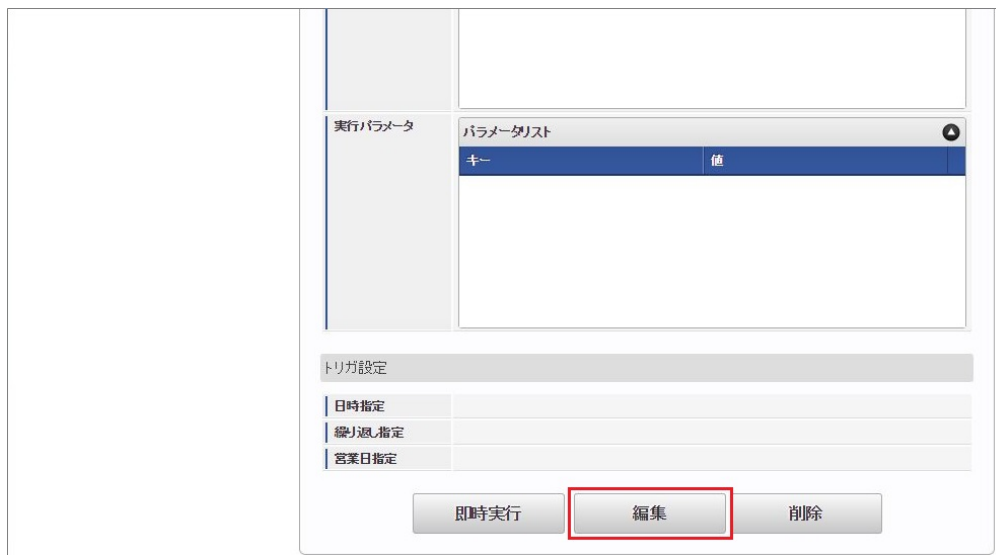 実行パラメータ
パラメータリスト
キー 値
トリガ設定
日時指定
繰り返し指定
営業日指定
即時実行 編集 削除